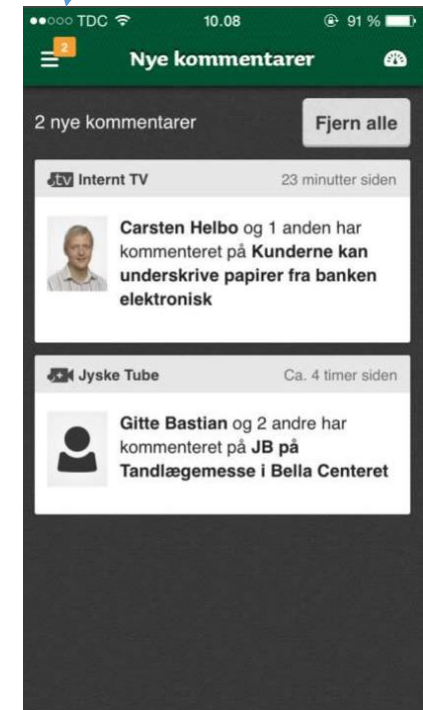 TDC 10.08 91 %
2
Nye kommentarer
2 nye kommentarer Fjern alle
.tv Internt TV 23 minutter siden
Carsten Helbo og 1 anden har
kommenteret på Kunderne kan
underskrive papirer fra banken
elektronisk
Jyske Tube Ca. 4 timer siden
Gitte Bastian og 2 andre har
kommenteret på JB på
Tandlægemesse i Bella Centeret